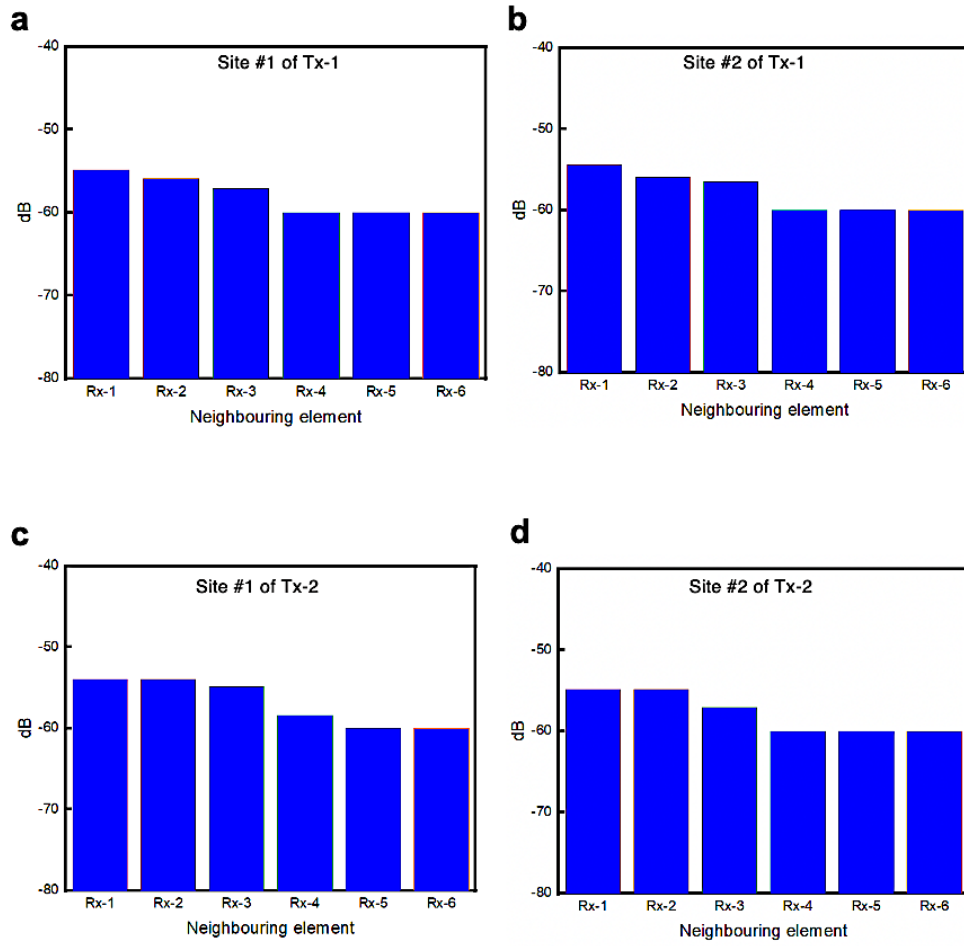 a
Site #1 of Tx-1
-40
-50
-60
-70
-80
dB
Rx-1 Rx-2 Rx-3 Rx-4 Rx-5 Rx-6
Neighbouring element
b
Site #2 of Tx-1
-40
-50
-60
-70
-80
dB
Rx-1 Rx-2 Rx-3 Rx-4 Rx-5 Rx-6
Neighbouring element
c
Site #1 of Tx-2
-40
-50
-60
-70
-80
dB
Rx-1 Rx-2 Rx-3 Rx-4 Rx-5 Rx-6
Neighbouring element
d
Site #2 of Tx-2
-40
-50
-60
-70
-80
dB
Rx-1 Rx-2 Rx-3 Rx-4 Rx-5 Rx-6
Neighbouring element